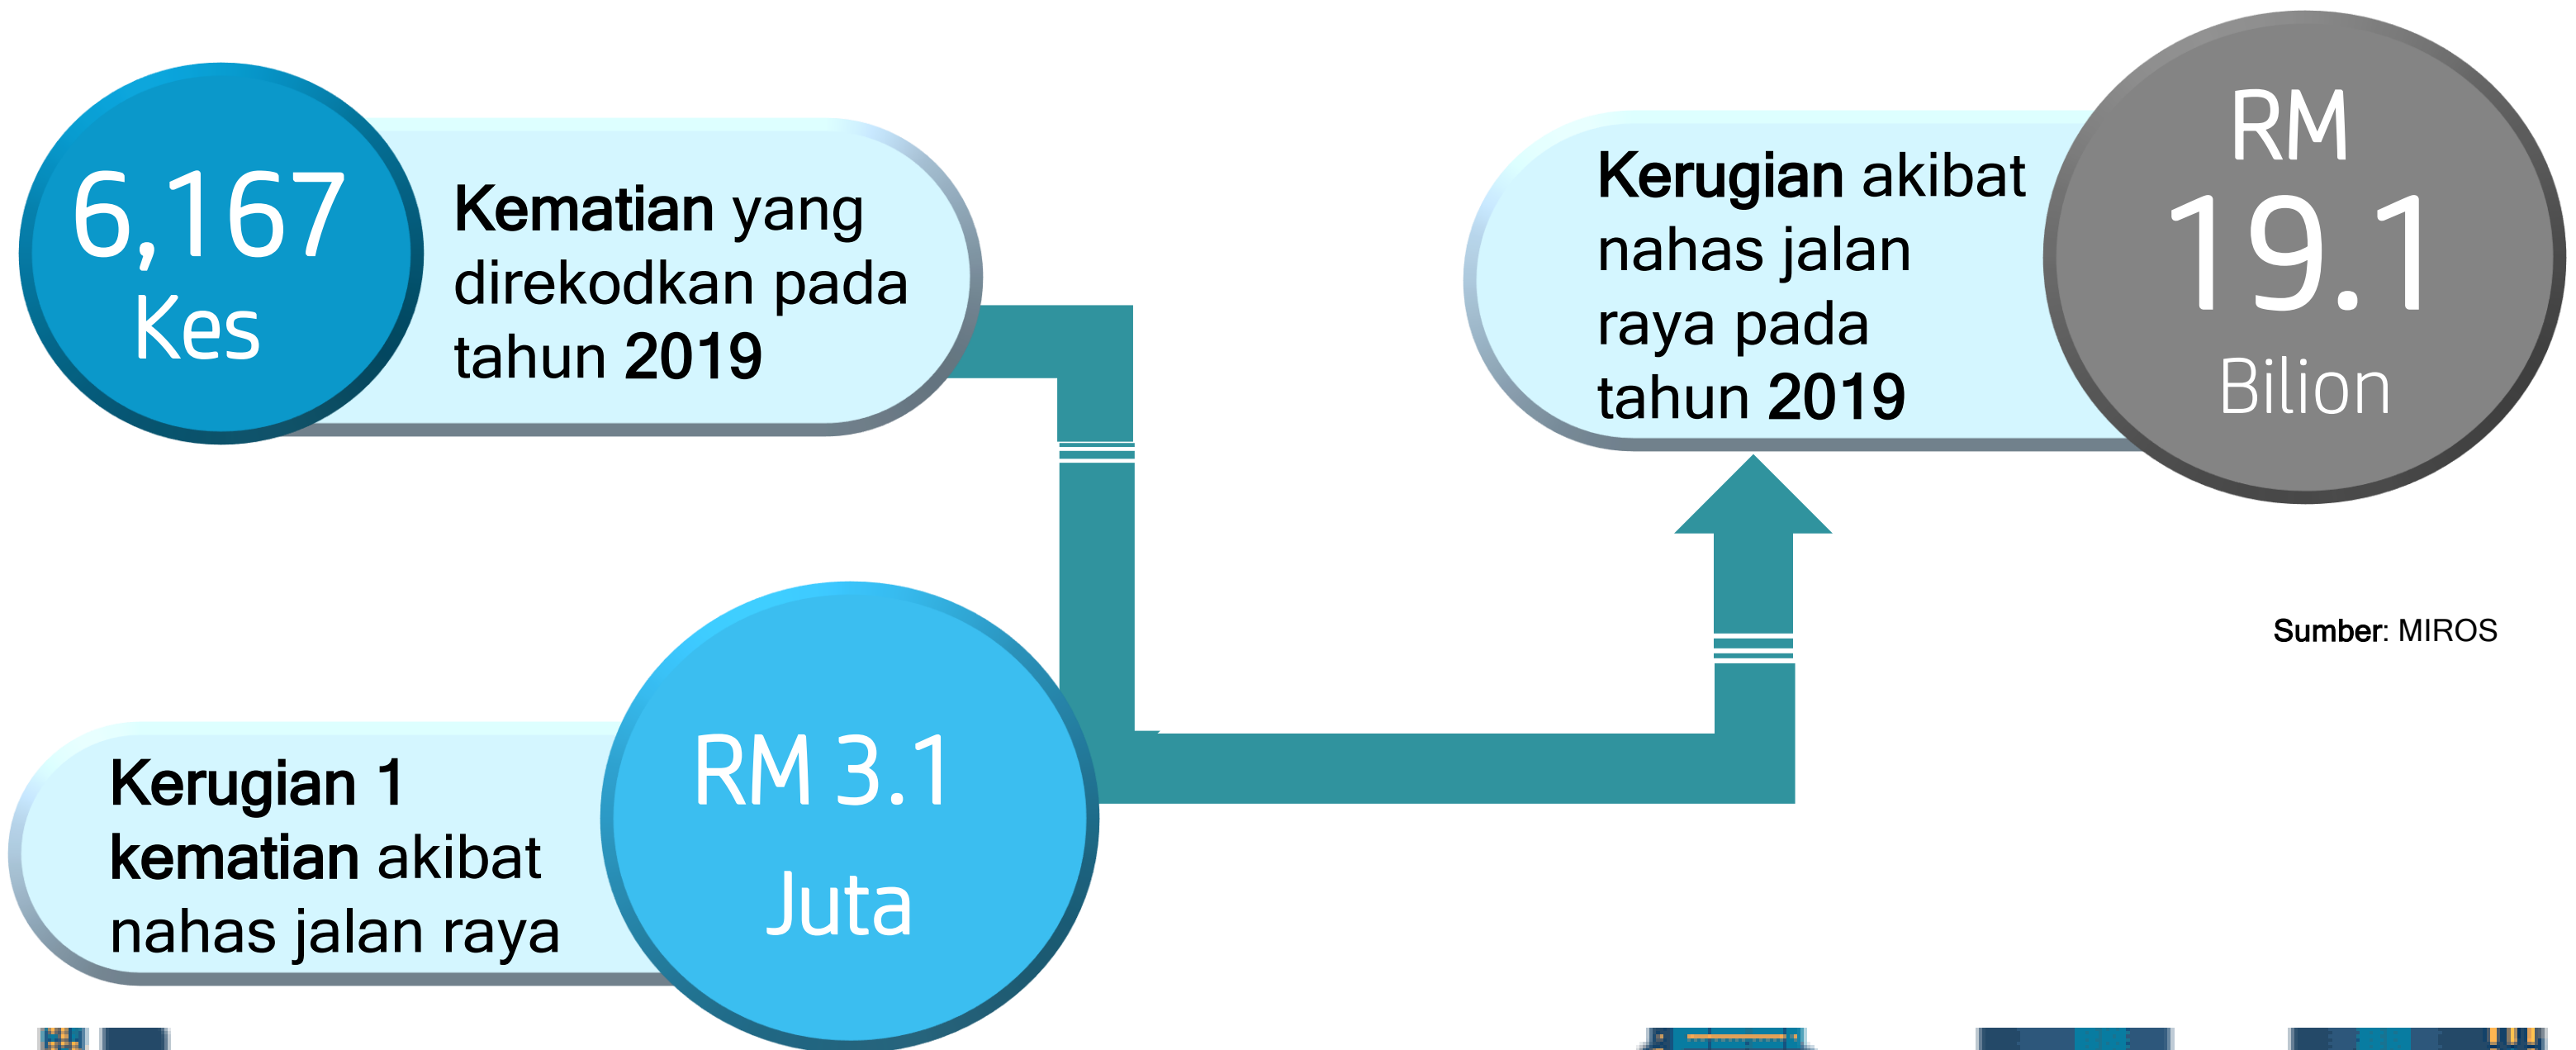 6,167
Kes
Kematian yang
direkodkan pada
tahun 2019
Kerugian akibat
nahas jalan
raya pada
tahun 2019
RM
19.1
Bilion
Sumber: MIROS
Kerugian 1
kematian akibat
nahas jalan raya
RM 3.1
Juta